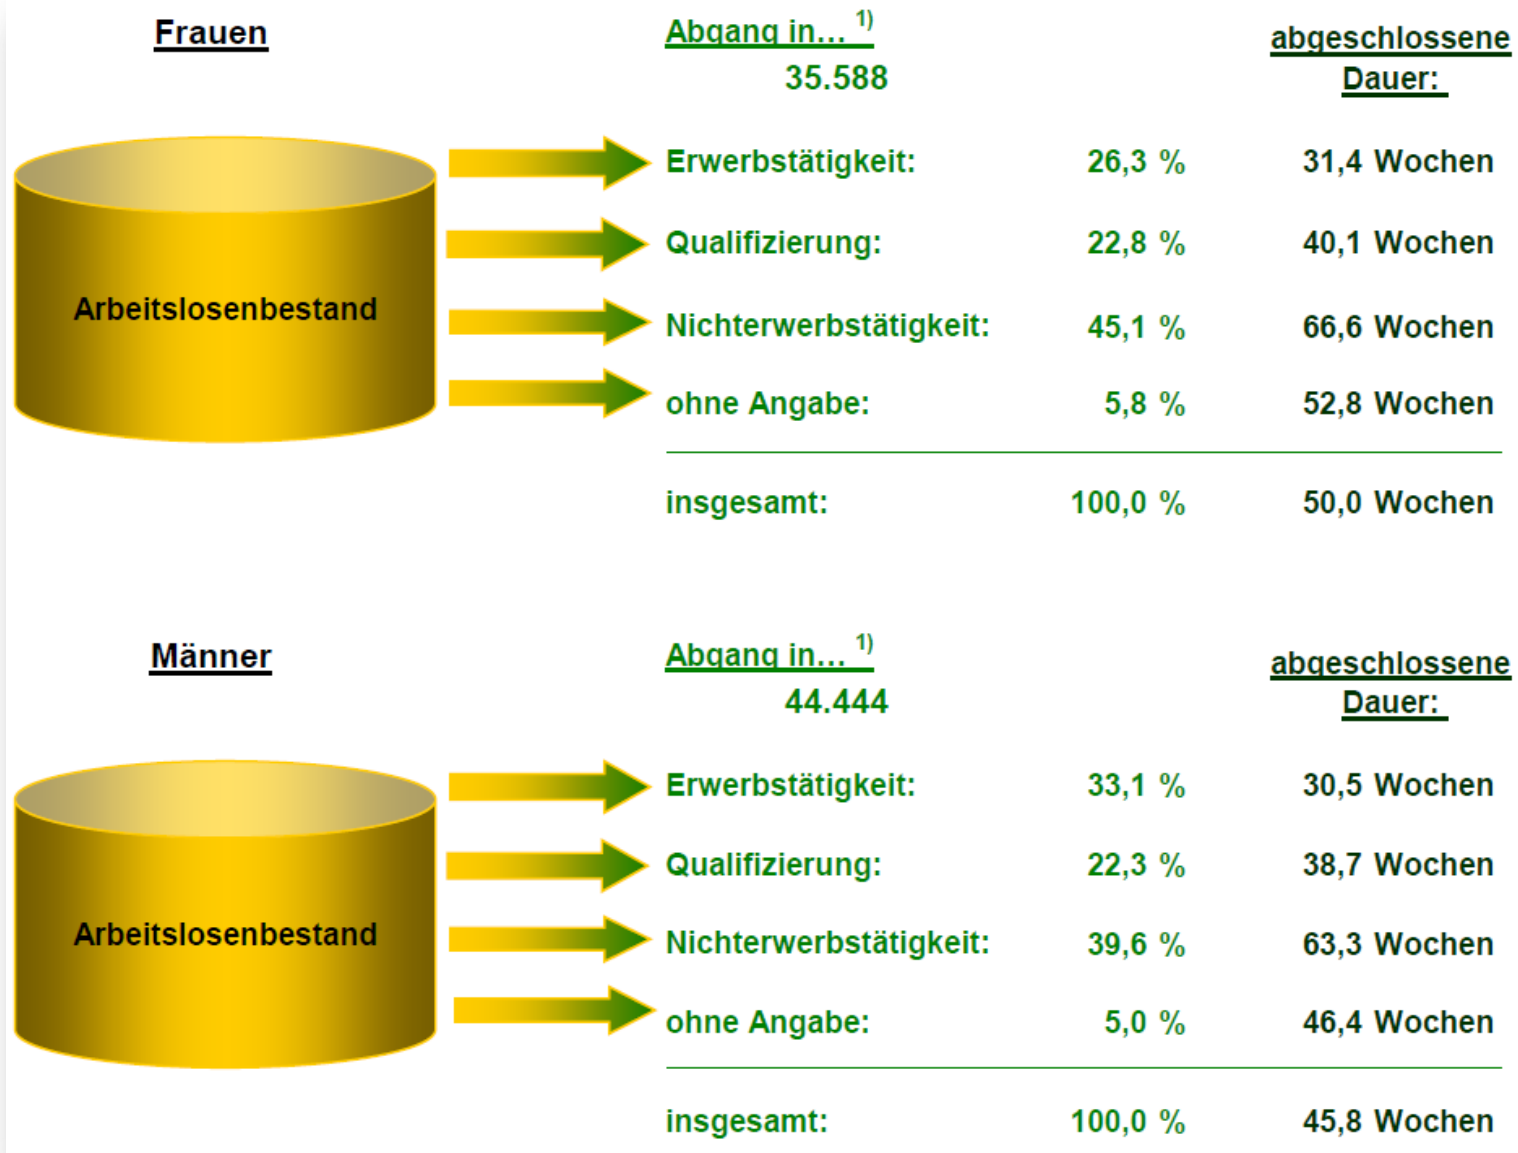 Frauen
Abgang in... 1)
35.588
abgeschlossene
Dauer:
Arbeitslosenbestand
Erwerbstätigkeit: 26,3 % 31,4 Wochen
Qualifizierung: 22,8 % 40,1 Wochen
Nichterwerbstätigkeit: 45,1 % 66,6 Wochen
ohne Angabe: 5,8 % 52,8 Wochen
insgesamt: 100,0 % 50,0 Wochen
Männer
Abgang in... 1)
44.444
abgeschlossene
Dauer:
Arbeitslosenbestand
Erwerbstätigkeit: 33,1 % 30,5 Wochen
Qualifizierung: 22,3 % 38,7 Wochen
Nichterwerbstätigkeit: 39,6 % 63,3 Wochen
ohne Angabe: 5,0 % 46,4 Wochen
insgesamt: 100,0 % 45,8 Wochen